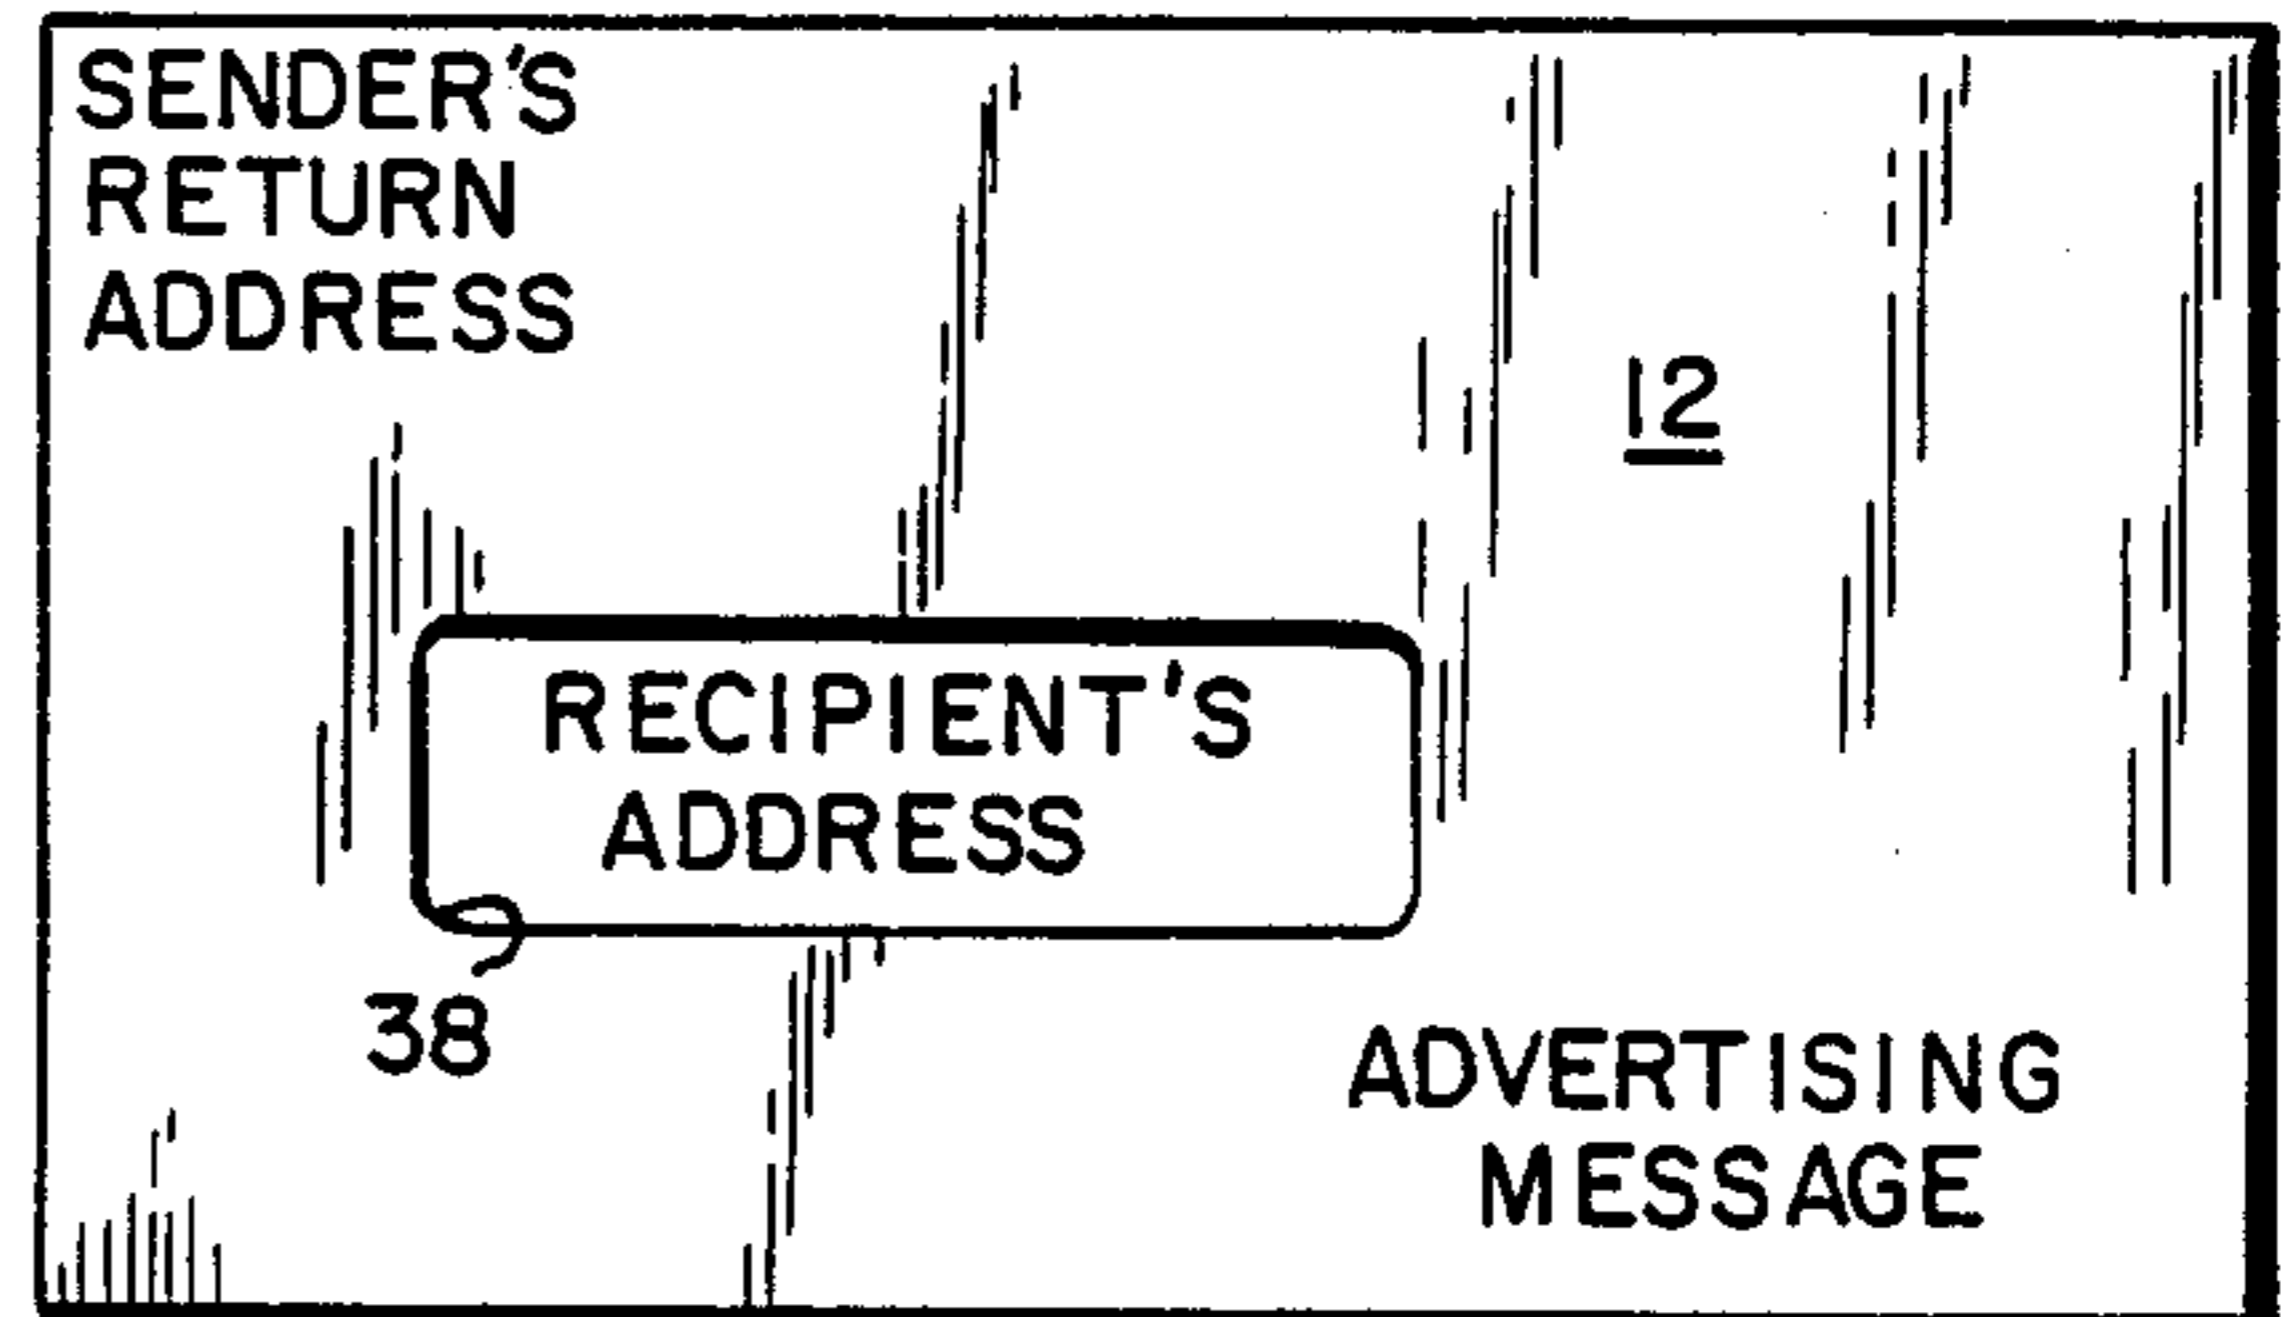 SENDER'S
RETURN
ADDRESS
12
RECIPIENT'S
ADDRESS
38
ADVERTISING
MESSAGE